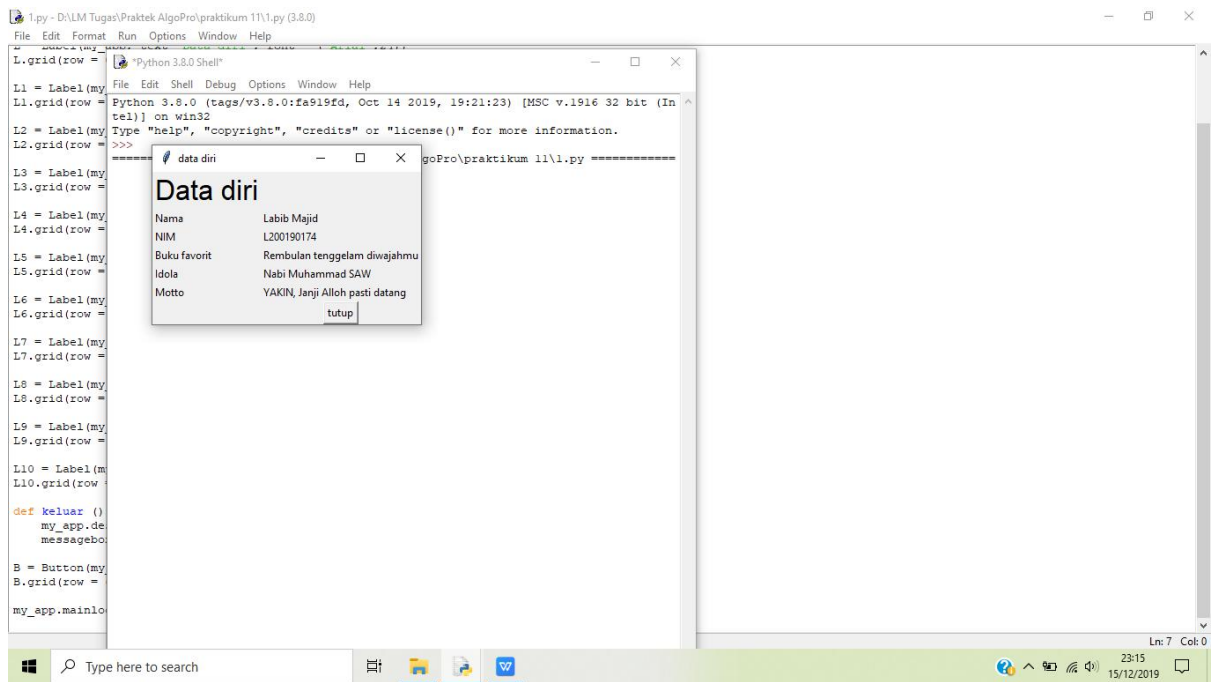 1.py - D:\LM Tugas\Praktek AlgoPro\praktikum 11\1.py (3.8.0)
File Edit Format Run Options Window Help
L.grid(row =
L1 = Label(my
L1.grid(row =
L2 = Label(my
L2.grid(row =
L3 = Label(my
L3.grid(row =
L4 = Label(my
L4.grid(row =
L5 = Label(my
L5.grid(row =
L6 = Label(my
L6.grid(row =
L7 = Label(my
L7.grid(row =
L8 = Label(my
L8.grid(row =
L9 = Label(my
L9.grid(row =
L10 = Label(m
L10.grid(row
def keluar ()
my_app.de
messagebo
B = Button(my
B.grid(row =
my_app.mainlo
*Python 3.8.0 Shell*
File Edit Shell Debug Options Window Help
Python 3.8.0 (tags/v3.8.0:fa919fd, Oct 14 2019, 19:21:23) [MSC v.1916 32 bit (In
tel)] on win32
Type "help", "copyright", "credits" or "license()" for more information.
>>>
goPro\praktikum 11\1.py ============
data diri
Data diri
Nama Labib Majid
NIM L200190174
Buku favorit Rembulan tenggelam diwajahmu
Idola Nabi Muhammad SAW
Motto YAKIN, Janji Alloh pasti datang
tutup
Ln: 7 Col: 0
Type here to search
23:15
15/12/2019